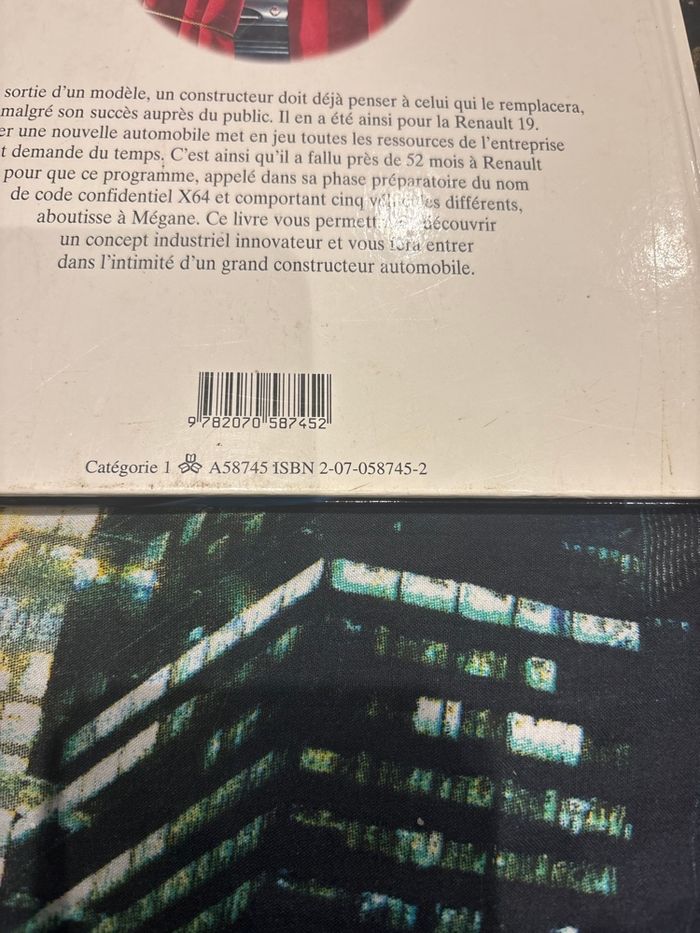 sortie d'un modèle, un constructeur doit déjà penser à celui qui le remplacera,
malgré son succès auprès du public. Il en a été ainsi pour la Renault 19.
er une nouvelle automobile met en jeu toutes les ressources de l'entreprise
t demande du temps. C'est ainsi qu'il a fallu près de 52 mois à Renault
pour que ce programme, appelé dans sa phase préparatoire du nom
de code confidentiel X64 et comportant cinq différents,
aboutisse à Mégane. Ce livre vous permett découvrir
un concept industriel innovateur et vous fera entrer
dans l'intimité d'un grand constructeur automobile.
9 782070 587452
Catégorie 1 A58745 ISBN 2-07-058745-2